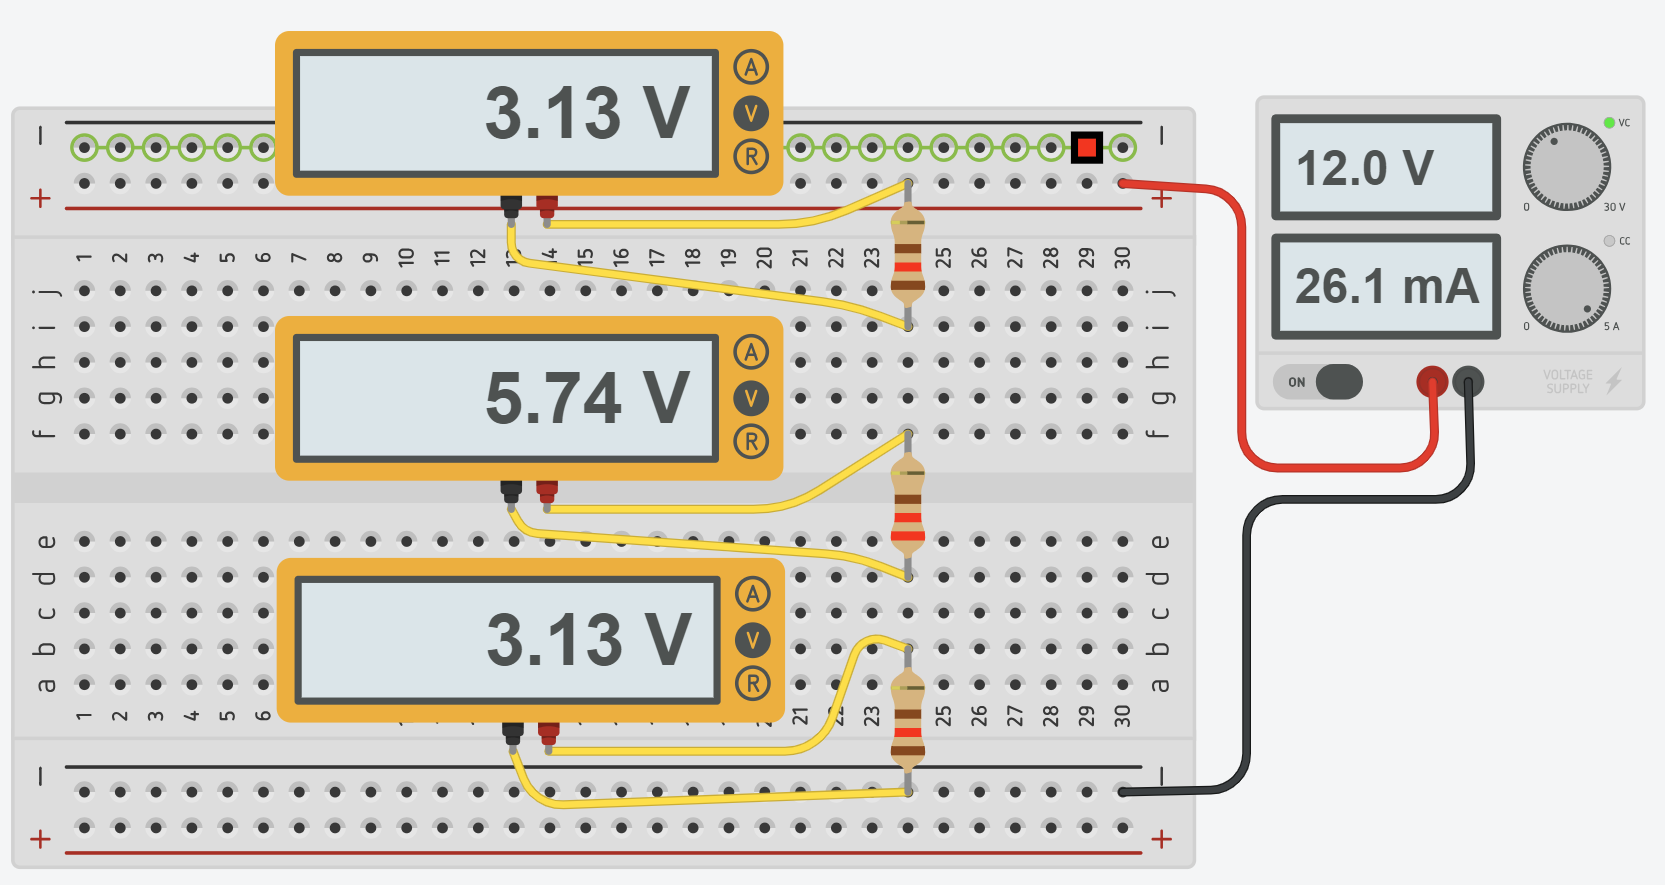 3.13 V
A
V
R
12.0 V
VC
0 30 V
26.1 mA
CC
0 5 A
ON
VOLTAGE
SUPPLY
− −
+ +
1 2 3 4 5 6 7 8 9 10 11 12 13 14 15 16 17 18 19 20 21 22 23 25 26 27 28 29 30
j j
i i
h h
g g
f f
5.74 V
A
V
R
e e
d d
c c
b b
a a
3.13 V
A
V
R
1 2 3 4 5 6 21 22 23 25 26 27 28 29 30
− −
+ +